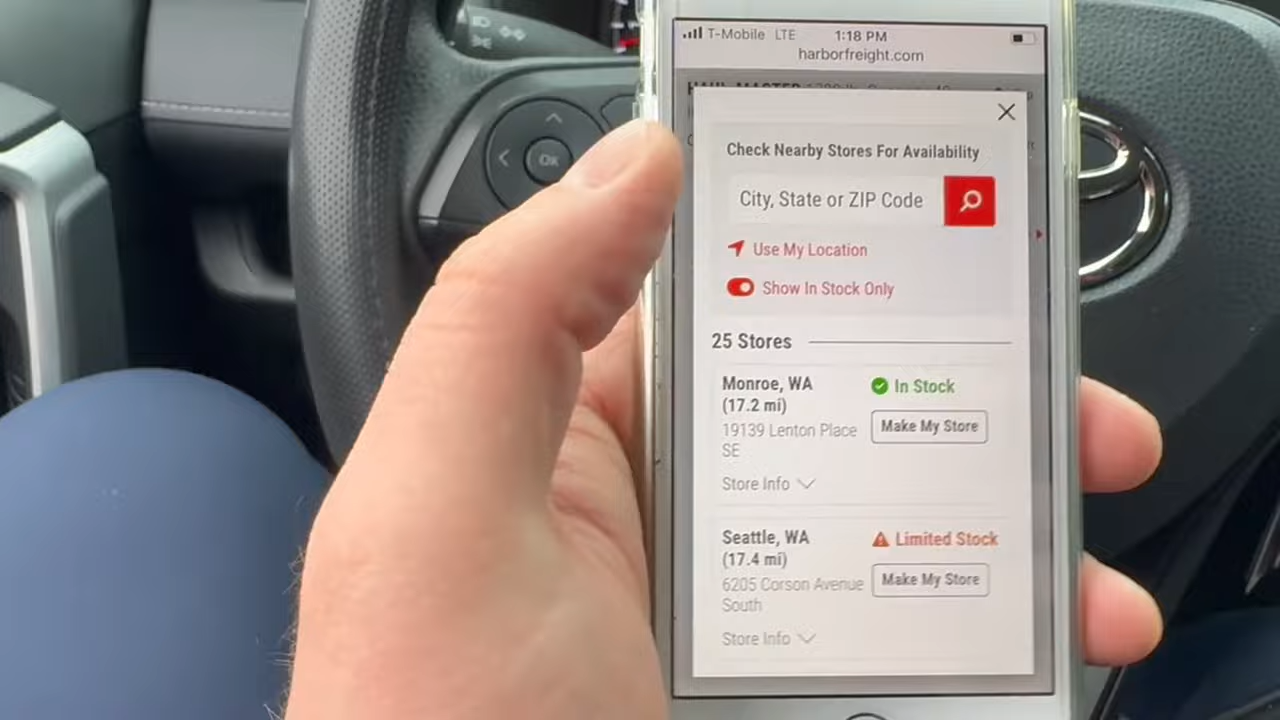 T-Mobile LTE 1:18 PM
harborfreight.com
HAUL-MASTER
Check Nearby Stores For Availability
City, State or ZIP Code
Use My Location
Show In Stock Only
25 Stores
Monroe, WA
(17.2 mi)
In Stock
19139 Lenton Place
SE
Make My Store
Store Info
Seattle, WA
(17.4 mi)
Limited Stock
6205 Corson Avenue
South
Make My Store
Store Info
Ok